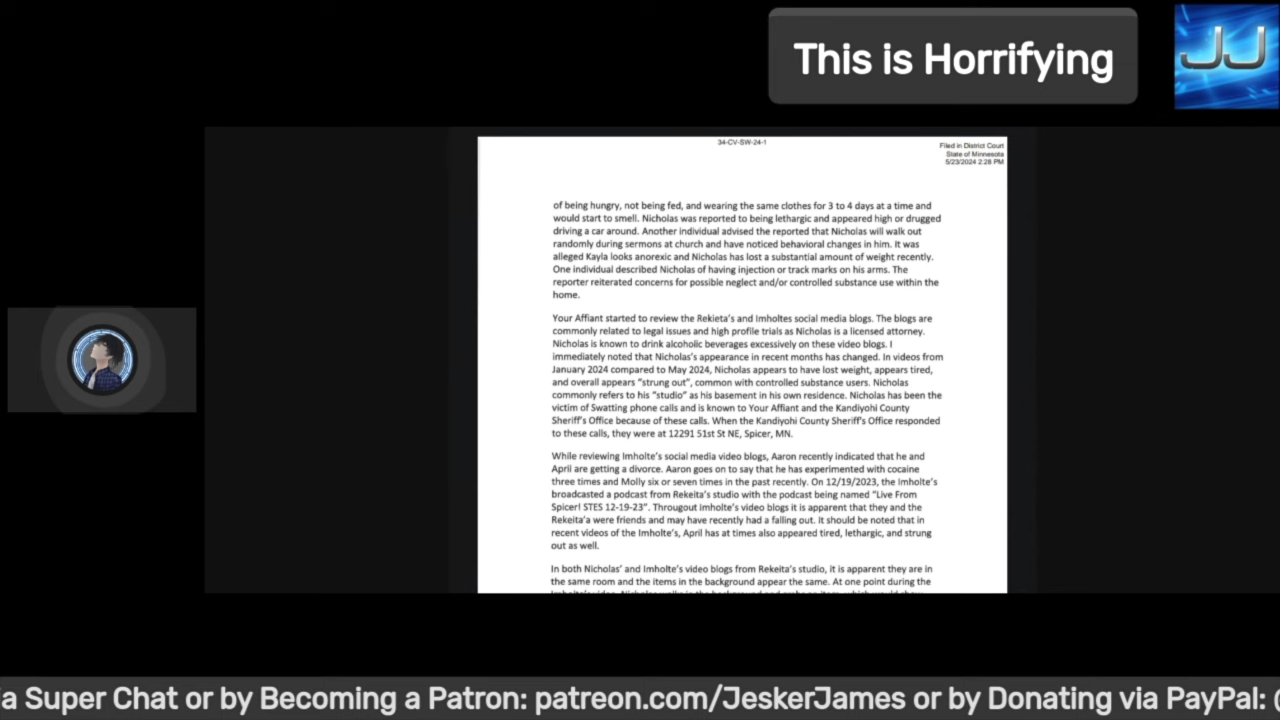 This is Horrifying
JJ
34-CV-SW-24-1
Filed in District Court
State of Minnesota
5/23/2024 2:28 PM
of being hungry, not being fed, and wearing the same clothes for 3 to 4 days at a time and
would start to smell. Nicholas was reported to being lethargic and appeared high or drugged
driving a car around. Another individual advised the reported that Nicholas will walk out
randomly during sermons at church and have noticed behavioral changes in him. It was
alleged Kayla looks anorexic and Nicholas has lost a substantial amount of weight recently.
One individual described Nicholas of having injection or track marks on his arms. The
reporter reiterated concerns for possible neglect and/or controlled substance use within the
home.
Your Affiant started to review the Rekieta's and Imholtes social media blogs. The blogs are
commonly related to legal issues and high profile trials as Nicholas is a licensed attorney.
Nicholas is known to drink alcoholic beverages excessively on these video blogs. I
immediately noted that Nicholas's appearance in recent months has changed. In videos from
January 2024 compared to May 2024, Nicholas appears to have lost weight, appears tired,
and overall appears "strung out", common with controlled substance users. Nicholas
commonly refers to his "studio" as his basement in his own residence. Nicholas has been the
victim of Swatting phone calls and is known to Your Affiant and the Kandiyohi County
Sheriff's Office because of these calls. When the Kandiyohi County Sheriff's Office responded
to these calls, they were at 12291 51st St NE, Spicer, MN.
While reviewing Imholte's social media video blogs, Aaron recently indicated that he and
April are getting a divorce. Aaron goes on to say that he has experimented with cocaine
three times and Molly six or seven times in the past recently. On 12/19/2023, the Imholte's
broadcasted a podcast from Rekeita's studio with the podcast being named "Live From
Spicer! STES 12-19-23". Througout Imholte's video blogs it is apparent that they and the
Rekeita'a were friends and may have recently had a falling out. It should be noted that in
recent videos of the Imholte's, April has at times also appeared tired, lethargic, and strung
out as well.
In both Nicholas' and Imholte's video blogs from Rekeita's studio, it is apparent they are in
the same room and the items in the background appear the same. At one point during the
a Super Chat or by Becoming a Patron: patreon.com/JeskerJames or by Donating via PayPal: (